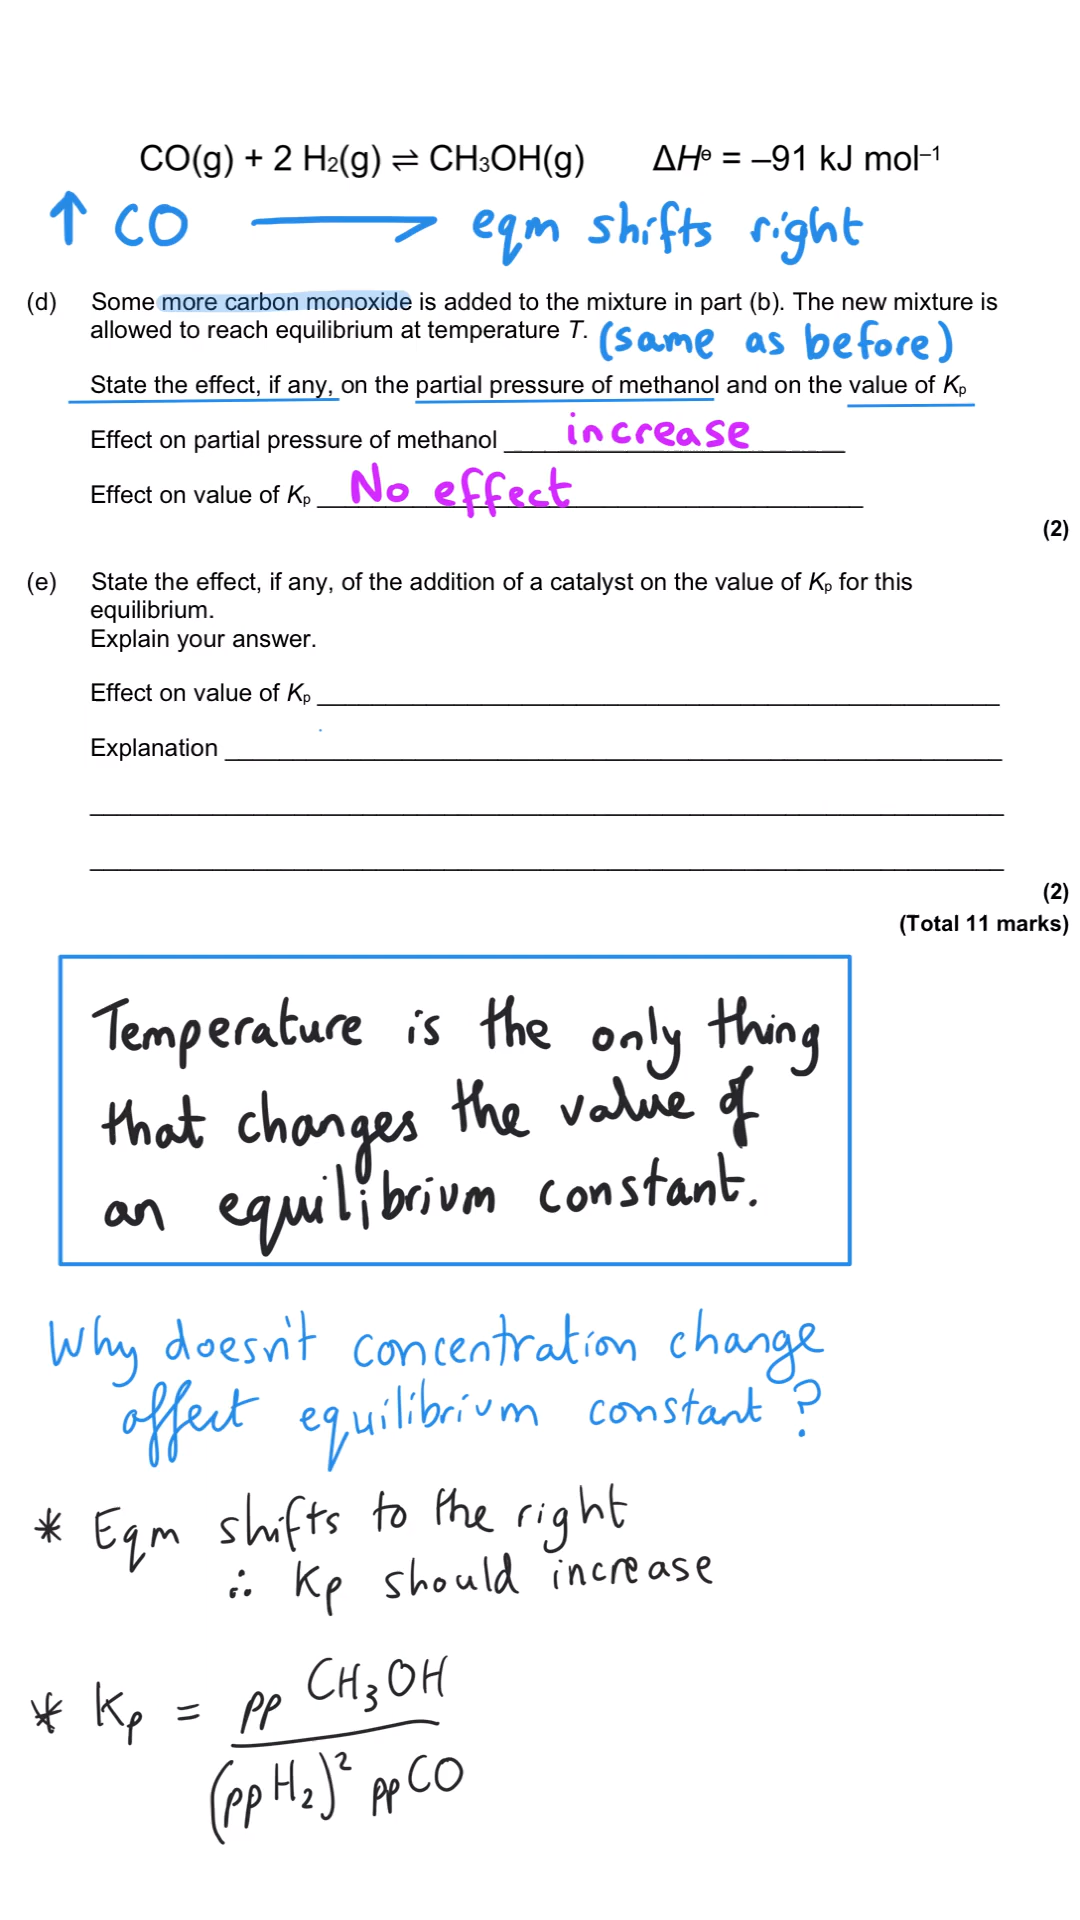 CO(g) + 2 H₂(g) ⇌ CH₃OH(g) ΔH⦵ = –91 kJ mol⁻¹
↑ CO ⟶ eqm shifts right
(d) Some more carbon monoxide is added to the mixture in part (b). The new mixture is
allowed to reach equilibrium at temperature T. (same as before)
State the effect, if any, on the partial pressure of methanol and on the value of Kₚ
Effect on partial pressure of methanol increase
Effect on value of Kₚ No effect
(2)
(e) State the effect, if any, of the addition of a catalyst on the value of Kₚ for this
equilibrium.
Explain your answer.
Effect on value of Kₚ
Explanation
(2)
(Total 11 marks)
Temperature is the only thing
that changes the value of
an equilibrium constant.
Why doesn't concentration change
affect equilibrium constant?
* Eqm shifts to the right
∴ Kp should increase
* Kp = pp CH₃OH
(pp H₂)² pp CO